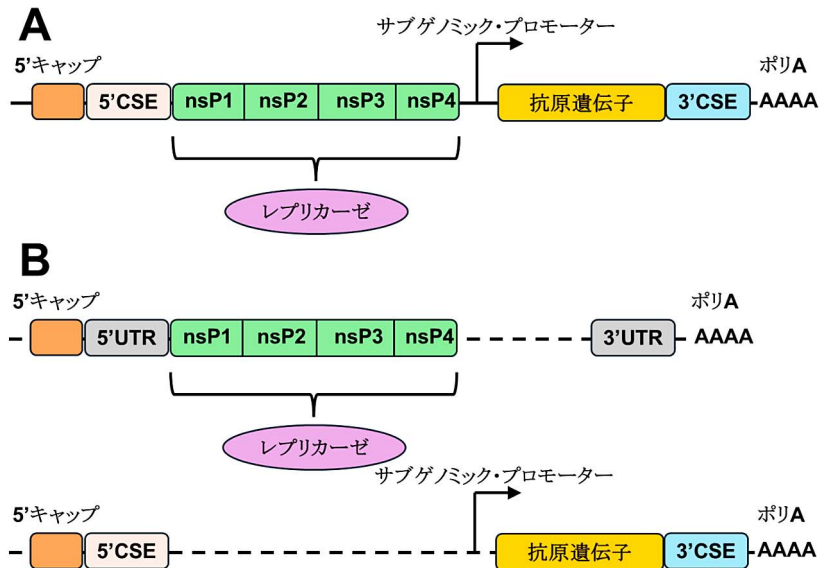 A
サブゲノミック・プロモーター
5’キャップ
ポリA
5’CSE nsP1 nsP2 nsP3 nsP4 抗原遺伝子 3’CSE AAAA
レプリカーゼ
B
5’キャップ
ポリA
5’UTR nsP1 nsP2 nsP3 nsP4 3’UTR AAAA
レプリカーゼ
サブゲノミック・プロモーター
5’キャップ
ポリA
5’CSE 抗原遺伝子 3’CSE AAAA